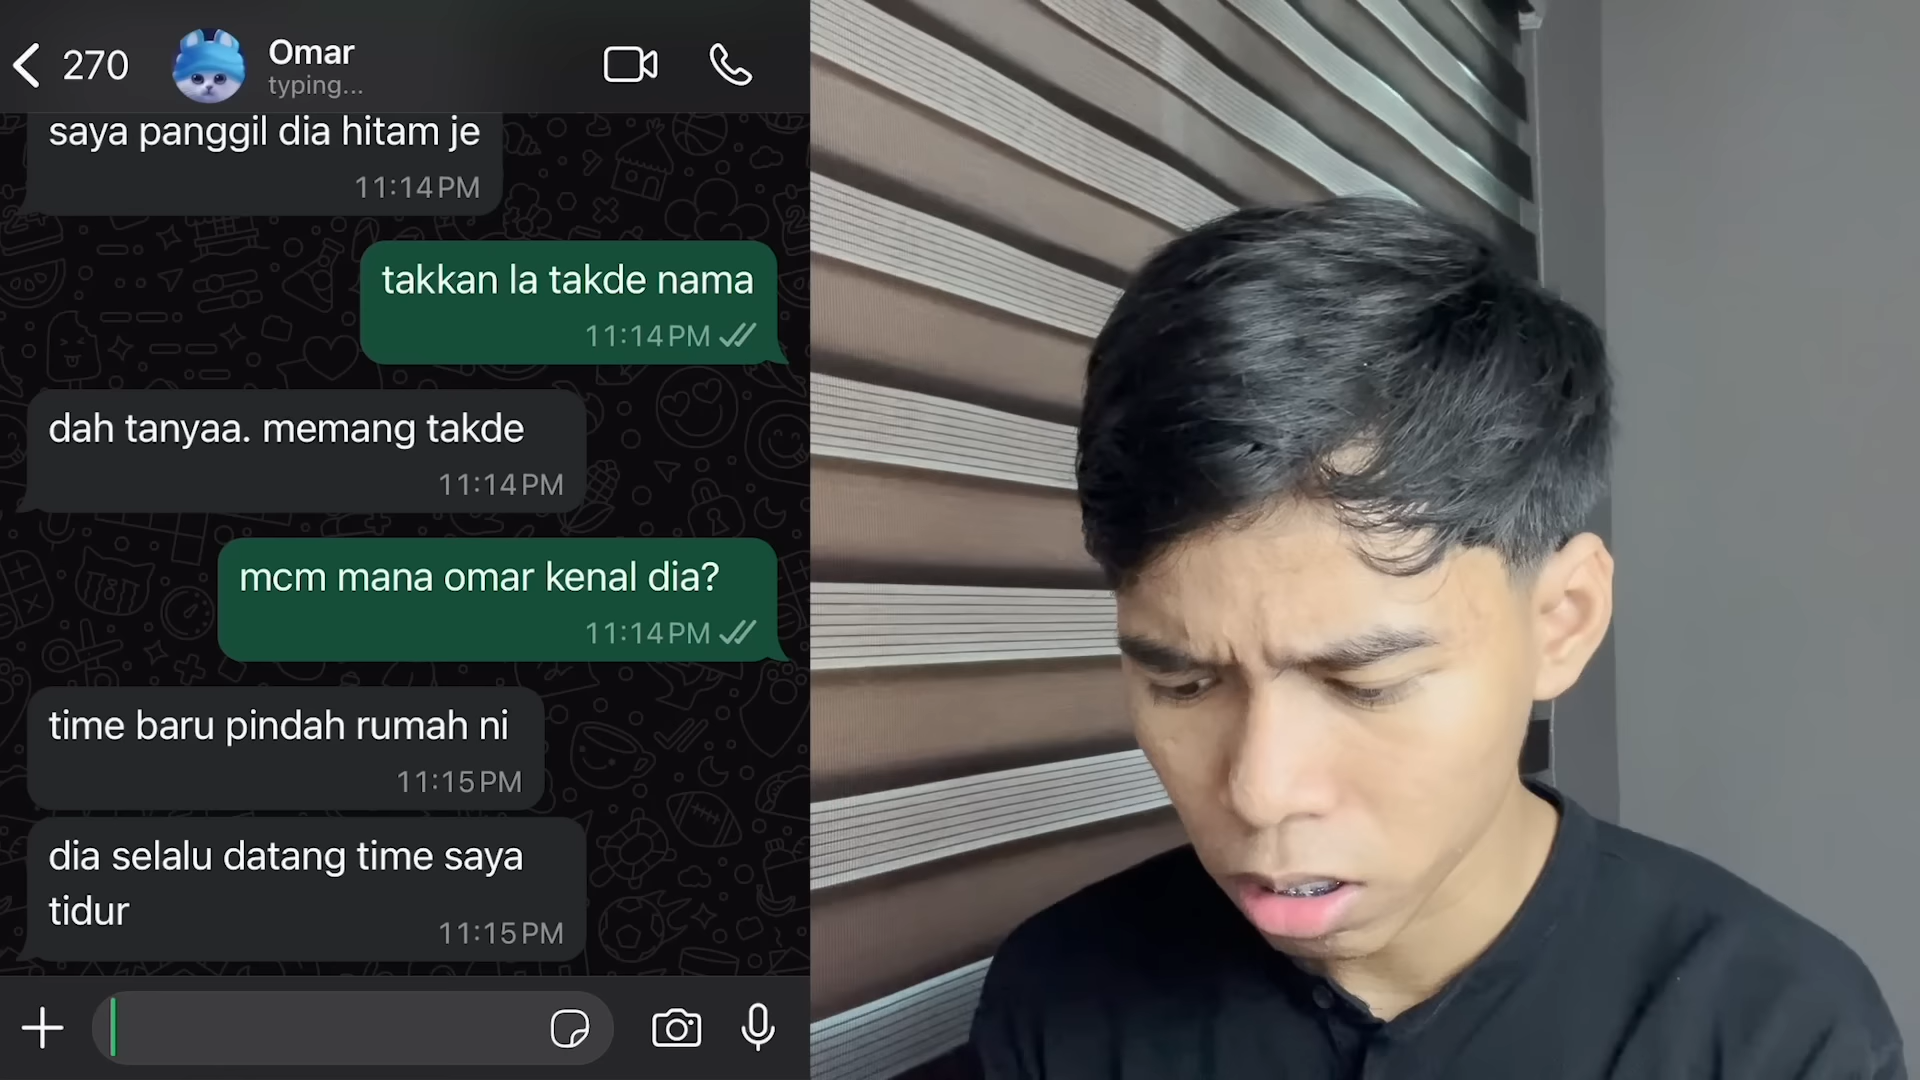 270
Omar
typing...
saya panggil dia hitam je
11:14 PM
takkan la takde nama
11:14 PM
dah tanyaa. memang takde
11:14 PM
mcm mana omar kenal dia?
11:14 PM
time baru pindah rumah ni
11:15 PM
dia selalu datang time saya
tidur
11:15 PM